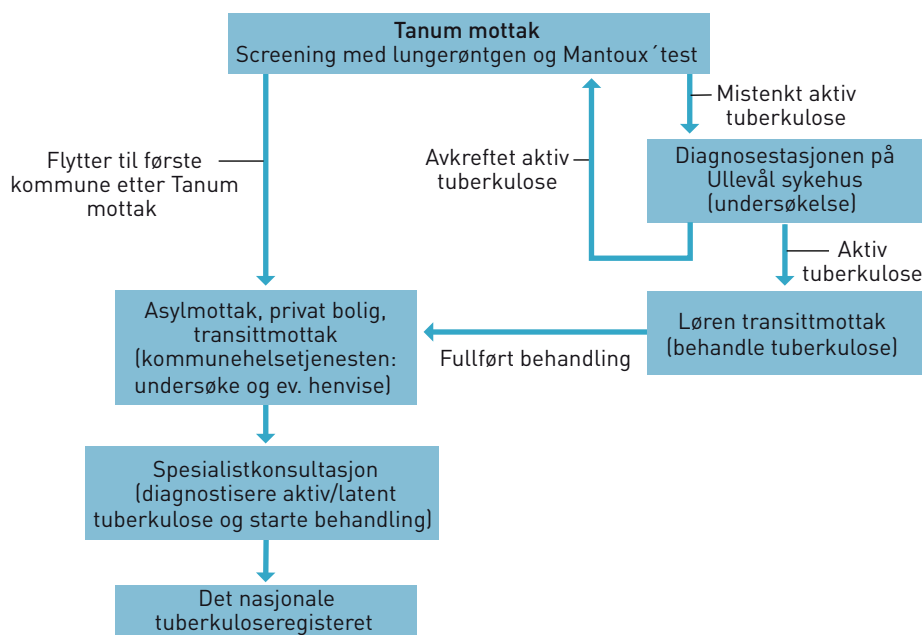 Tanum mottak
Screening med lungerøntgen og Mantoux´test
Mistenkt aktiv
tuberkulose
Flytter til første
kommune etter Tanum
mottak
Avkreftet aktiv
tuberkulose
Diagnosestasjonen på
Ullevål sykehus
(undersøkelse)
Aktiv
tuberkulose
Asylmottak, privat bolig,
transittmottak
(kommunehelsetjenesten:
undersøke og ev. henvise)
Fullført behandling
Løren transittmottak
(behandle tuberkulose)
Spesialistkonsultasjon
(diagnostisere aktiv/latent
tuberkulose og starte behandling)
Det nasjonale
tuberkuloseregisteret